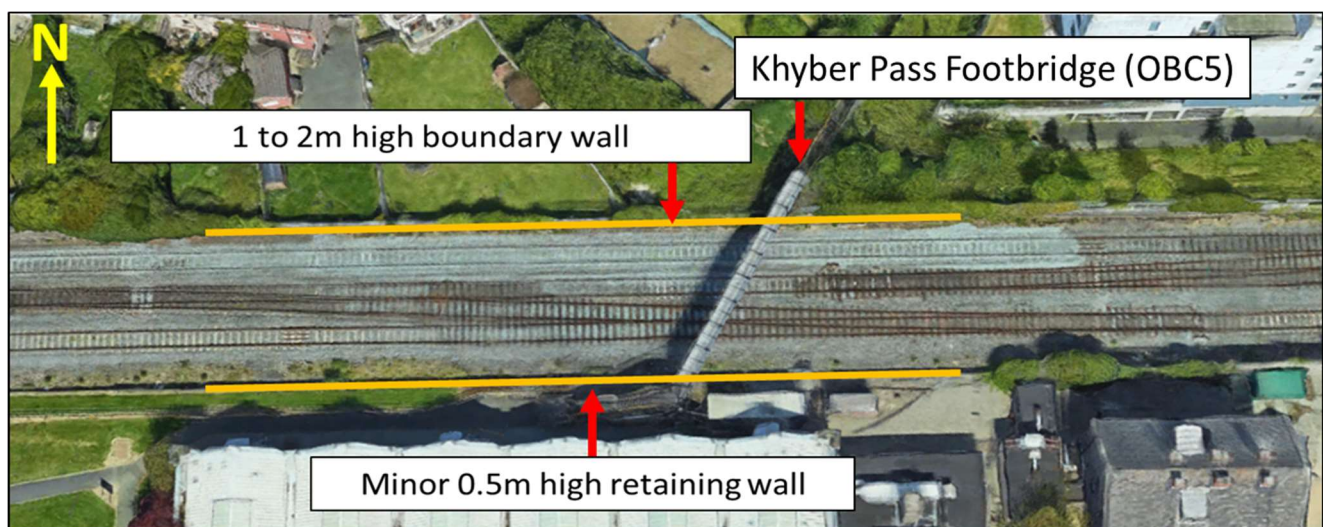 N
Khyber Pass Footbridge (OBC5)
1 to 2m high boundary wall
Minor 0.5m high retaining wall